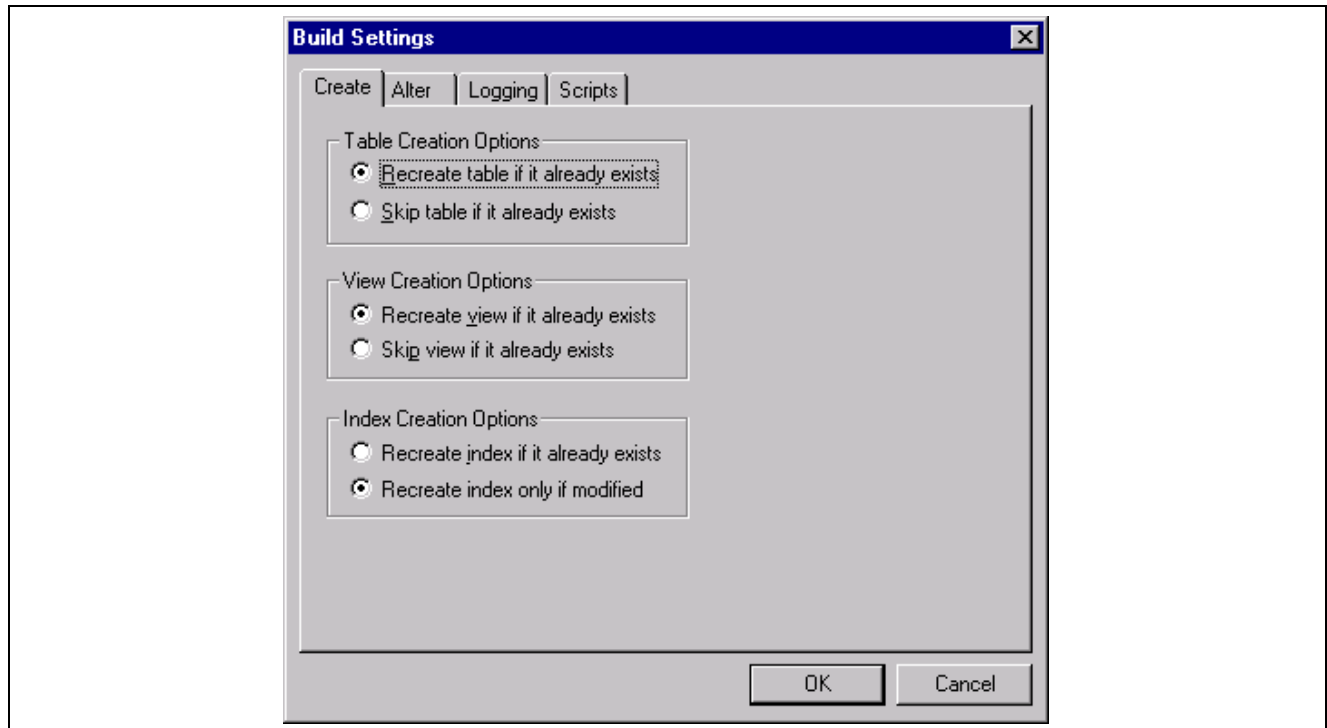 Build Settings
Create Alter Logging Scripts
Table Creation Options
Recreate table if it already exists
Skip table if it already exists
View Creation Options
Recreate view if it already exists
Skip view if it already exists
Index Creation Options
Recreate index if it already exists
Recreate index only if modified
OK Cancel